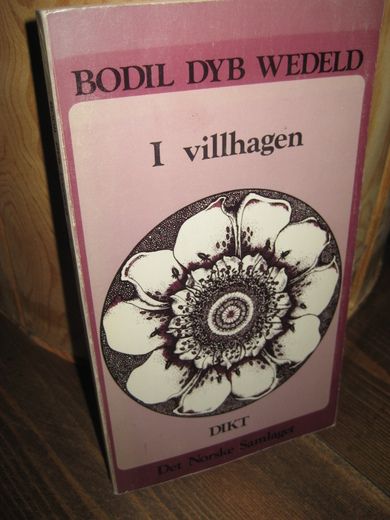 BODIL DYB WEDELD
I villhagen
DIKT
Det Norske Samlaget